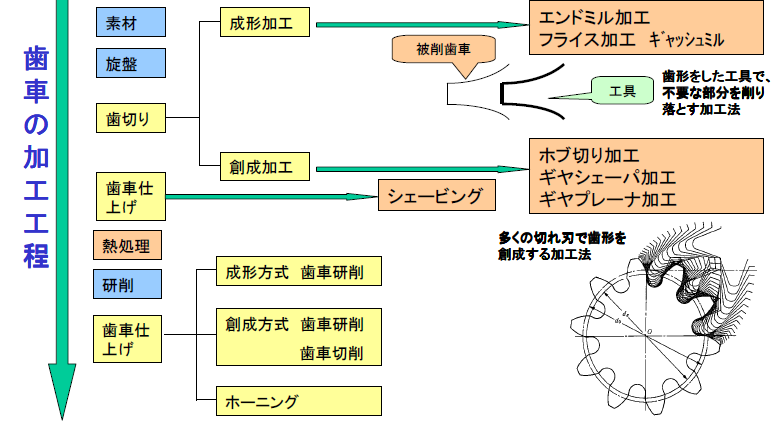 歯車の加工工程
素材
旋盤
歯切り
歯車仕
上げ
熱処理
研削
歯車仕
上げ
成形加工
創成加工
エンドミル加工
フライス加工 ギャッシュミル
被削歯車
工具
歯形をした工具で、
不要な部分を削り
落とす加工法
シェービング
ホブ切り加工
ギヤシェーパ加工
ギヤプレーナ加工
多くの切れ刃で歯形を
創成する加工法
成形方式 歯車研削
創成方式 歯車研削
歯車切削
ホーニング
O